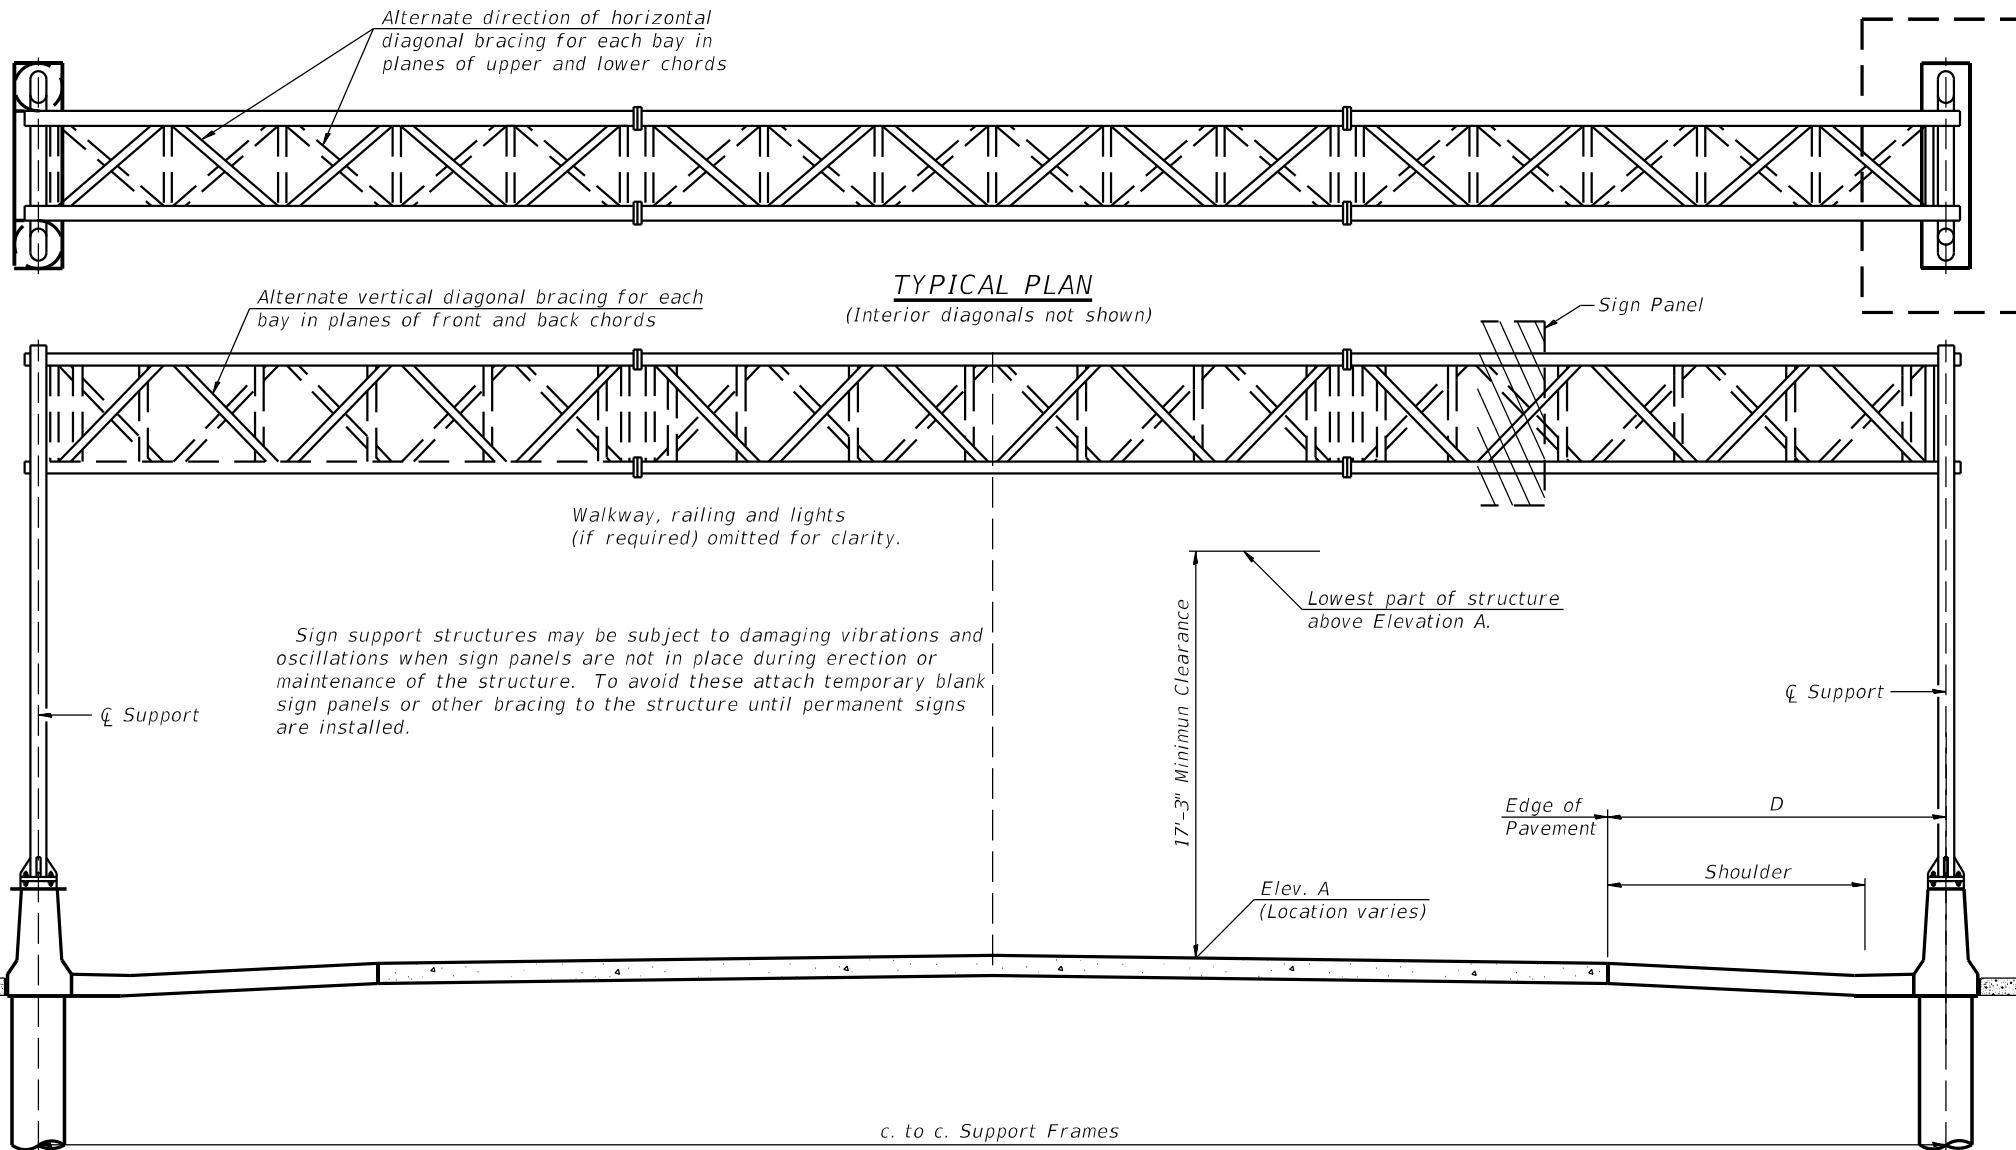 Alternate direction of horizontal
diagonal bracing for each bay in
planes of upper and lower chords
TYPICAL PLAN
(Interior diagonals not shown)
Alternate vertical diagonal bracing for each
bay in planes of front and back chords
Sign Panel
Walkway, railing and lights
(if required) omitted for clarity.
Lowest part of structure
above Elevation A.
17'-3" Minimun Clearance
Sign support structures may be subject to damaging vibrations and
oscillations when sign panels are not in place during erection or
maintenance of the structure. To avoid these attach temporary blank
sign panels or other bracing to the structure until permanent signs
are installed.
℄ Support
℄ Support
Edge of
Pavement
D
Shoulder
Elev. A
(Location varies)
c. to c. Support Frames